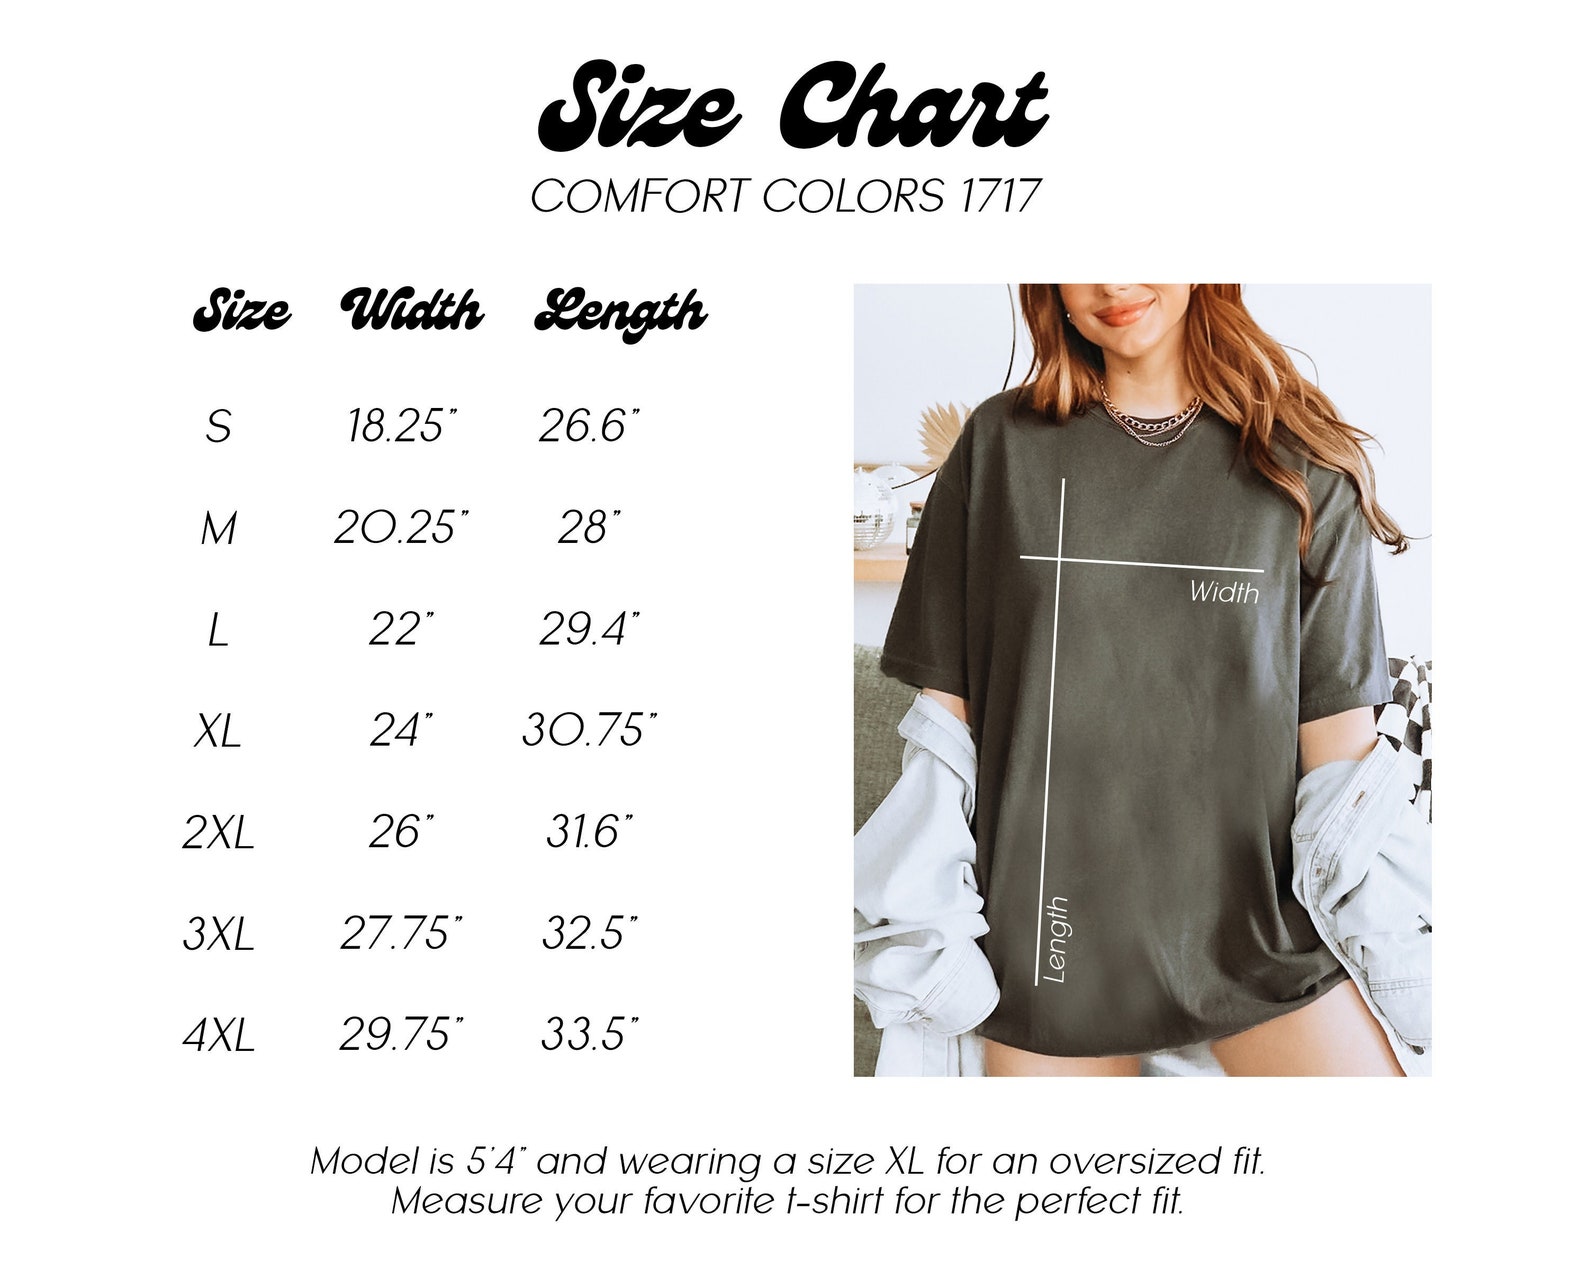 Size Chart
COMFORT COLORS 1717
Size Width Length
S 18.25” 26.6”
M 20.25” 28”
L 22” 29.4”
XL 24” 30.75”
2XL 26” 31.6”
3XL 27.75” 32.5”
4XL 29.75” 33.5”
Width
Length
Model is 5'4” and wearing a size XL for an oversized fit.
Measure your favorite t-shirt for the perfect fit.